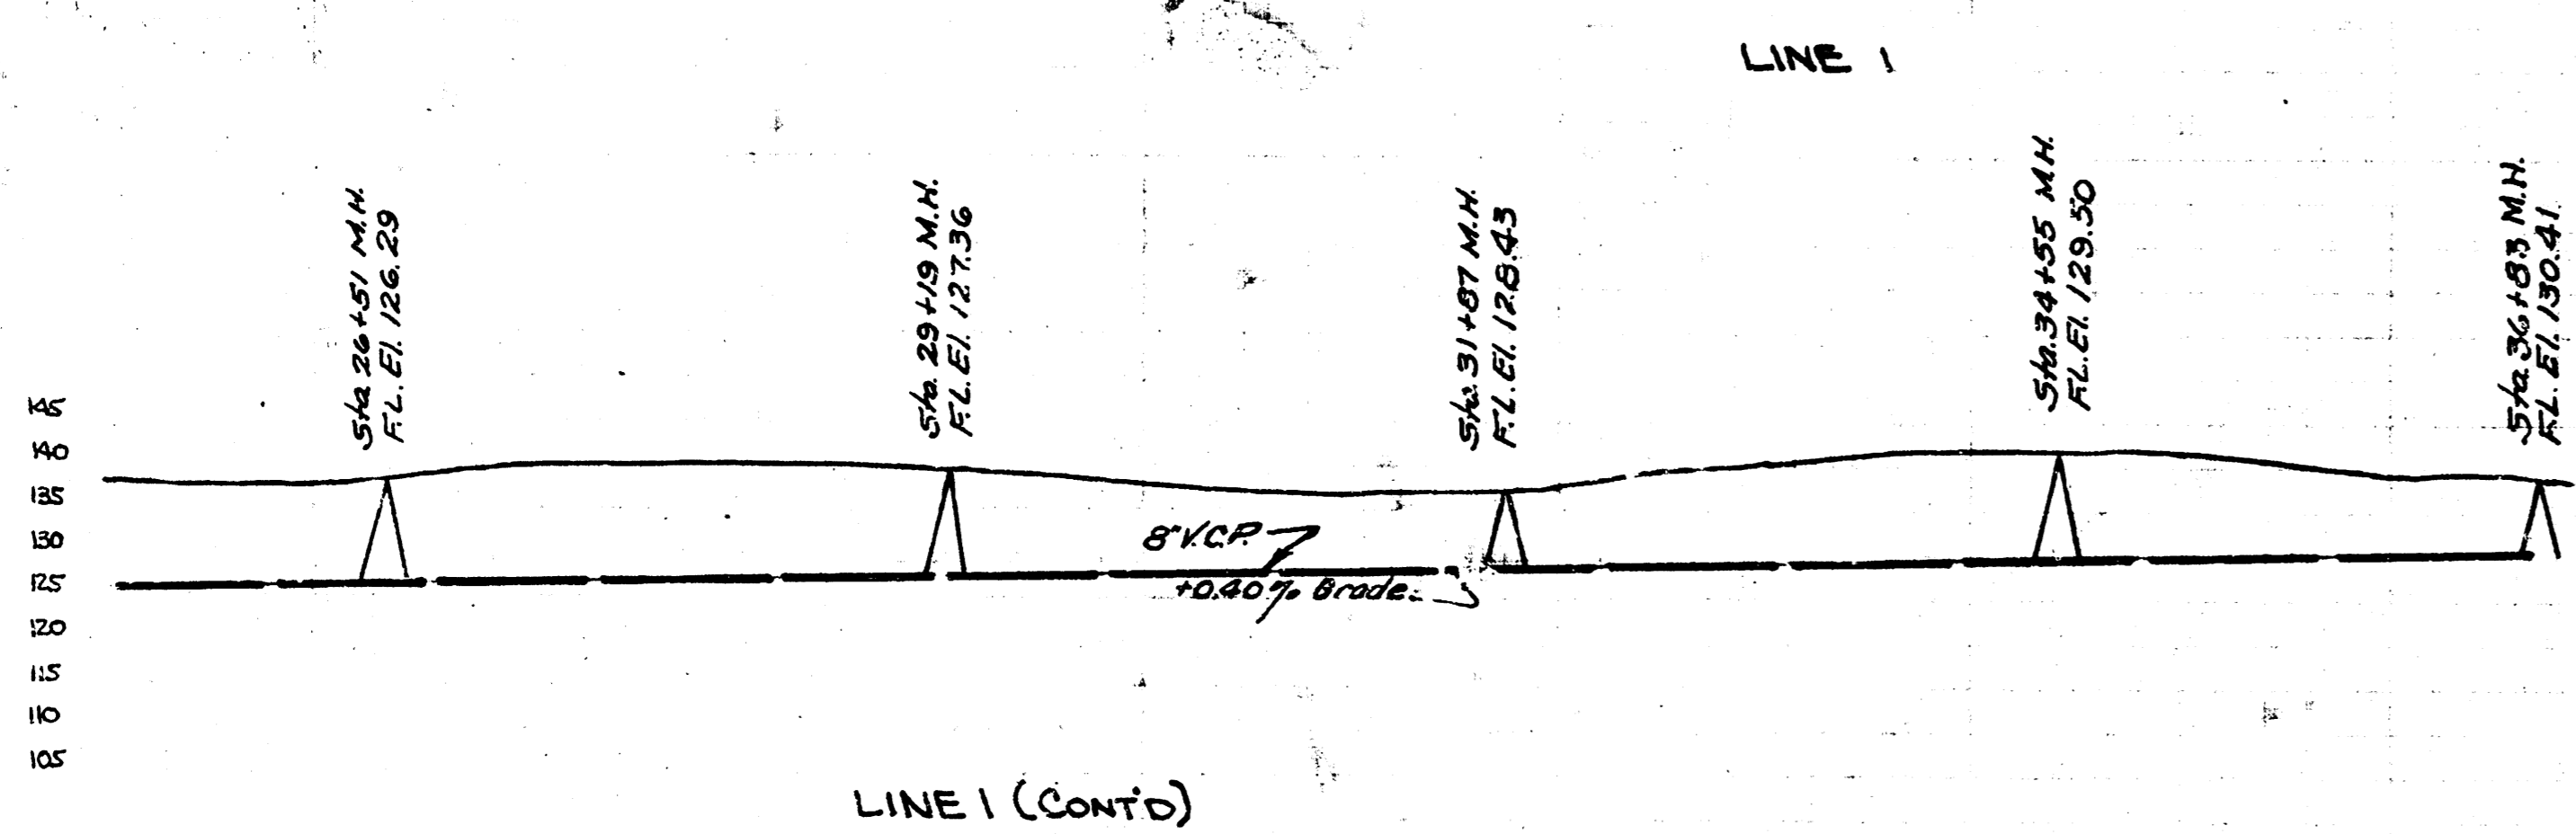 LINE 1
Sta 26+51 M.H.
F.L. El. 126.29
Sta. 29+19 M.H.
F.L. El. 127.36
Sta. 31+87 M.H.
F.L. El. 128.43
Sta. 34+55 M.H.
F.L. El. 129.50
Sta. 36+83 M.H.
F.L. El. 130.41
145
140
135
130
125
120
115
110
105
8" V.C.P.
+0.40% Grade
LINE 1 (CONT'D)